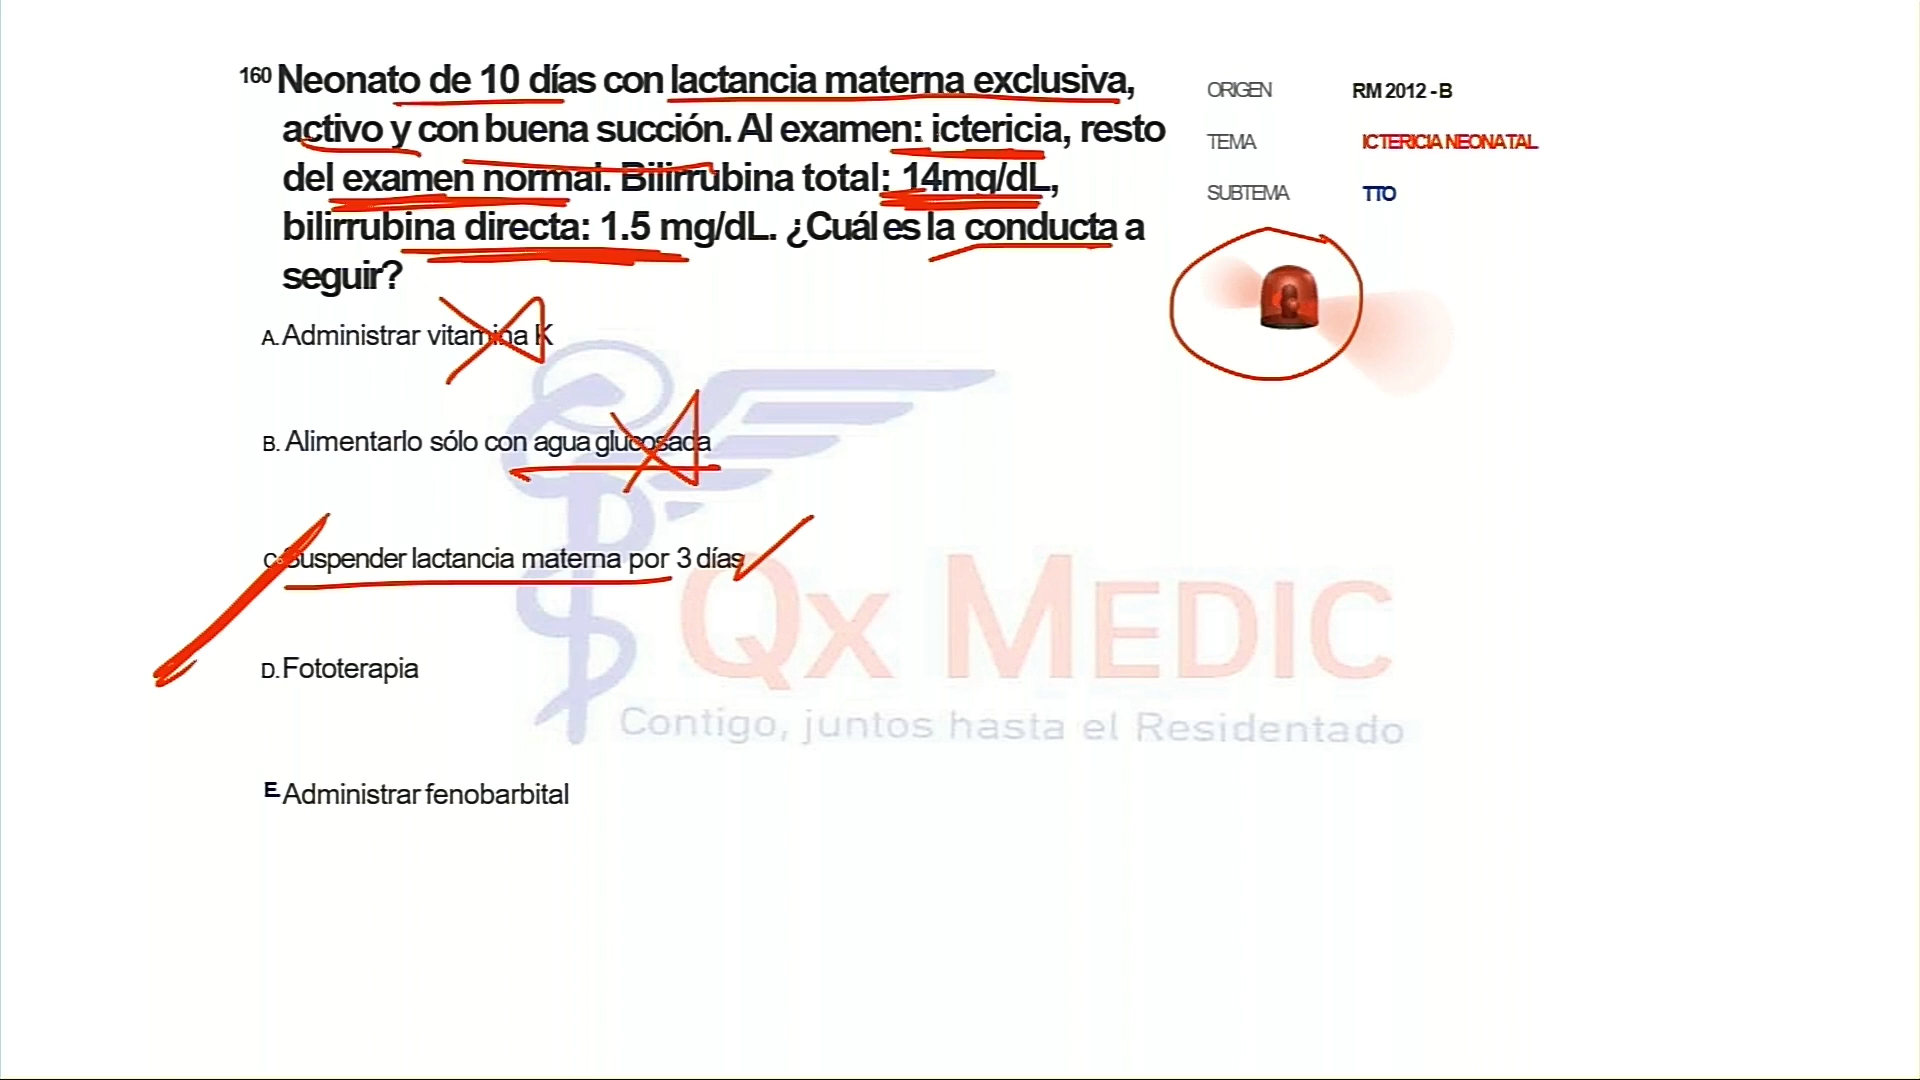 160 Neonato de 10 días con lactancia materna exclusiva,
activo y con buena succión. Al examen: ictericia, resto
del examen normal. Bilirrubina total: 14mg/dL,
bilirrubina directa: 1.5 mg/dL. ¿Cuál es la conducta a
seguir?
A. Administrar vitamina K
B. Alimentarlo sólo con agua glucosada
C. Suspender lactancia materna por 3 días
D. Fototerapia
E Administrar fenobarbital
ORIGEN RM 2012 - B
TEMA ICTERICIA NEONATAL
SUBTEMA TTO
Qx MEDIC
Contigo, juntos hasta el Residentado